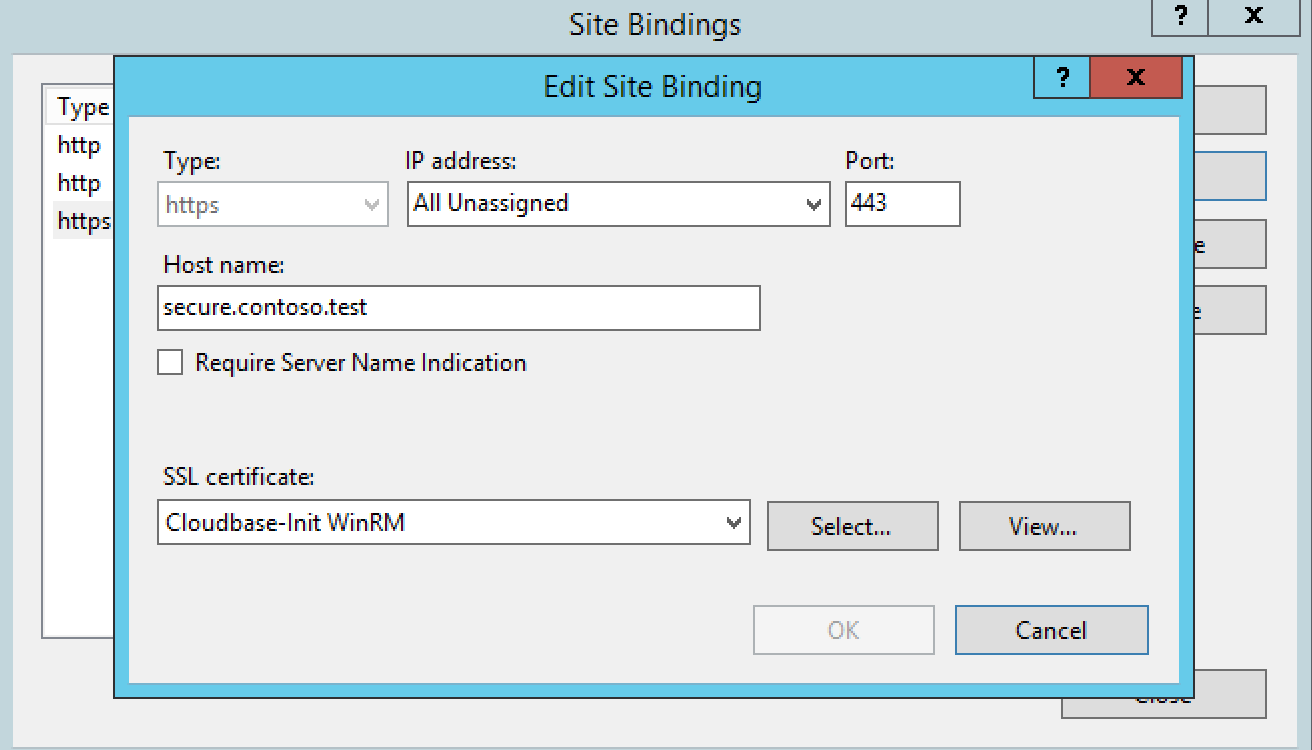 Site Bindings
?
x
Edit Site Binding
?
x
Type
http
http
https
Type:
IP address:
Port:
https
All Unassigned
443
Host name:
secure.contoso.test
Require Server Name Indication
SSL certificate:
Cloudbase-Init WinRM
Select...
View...
OK
Cancel